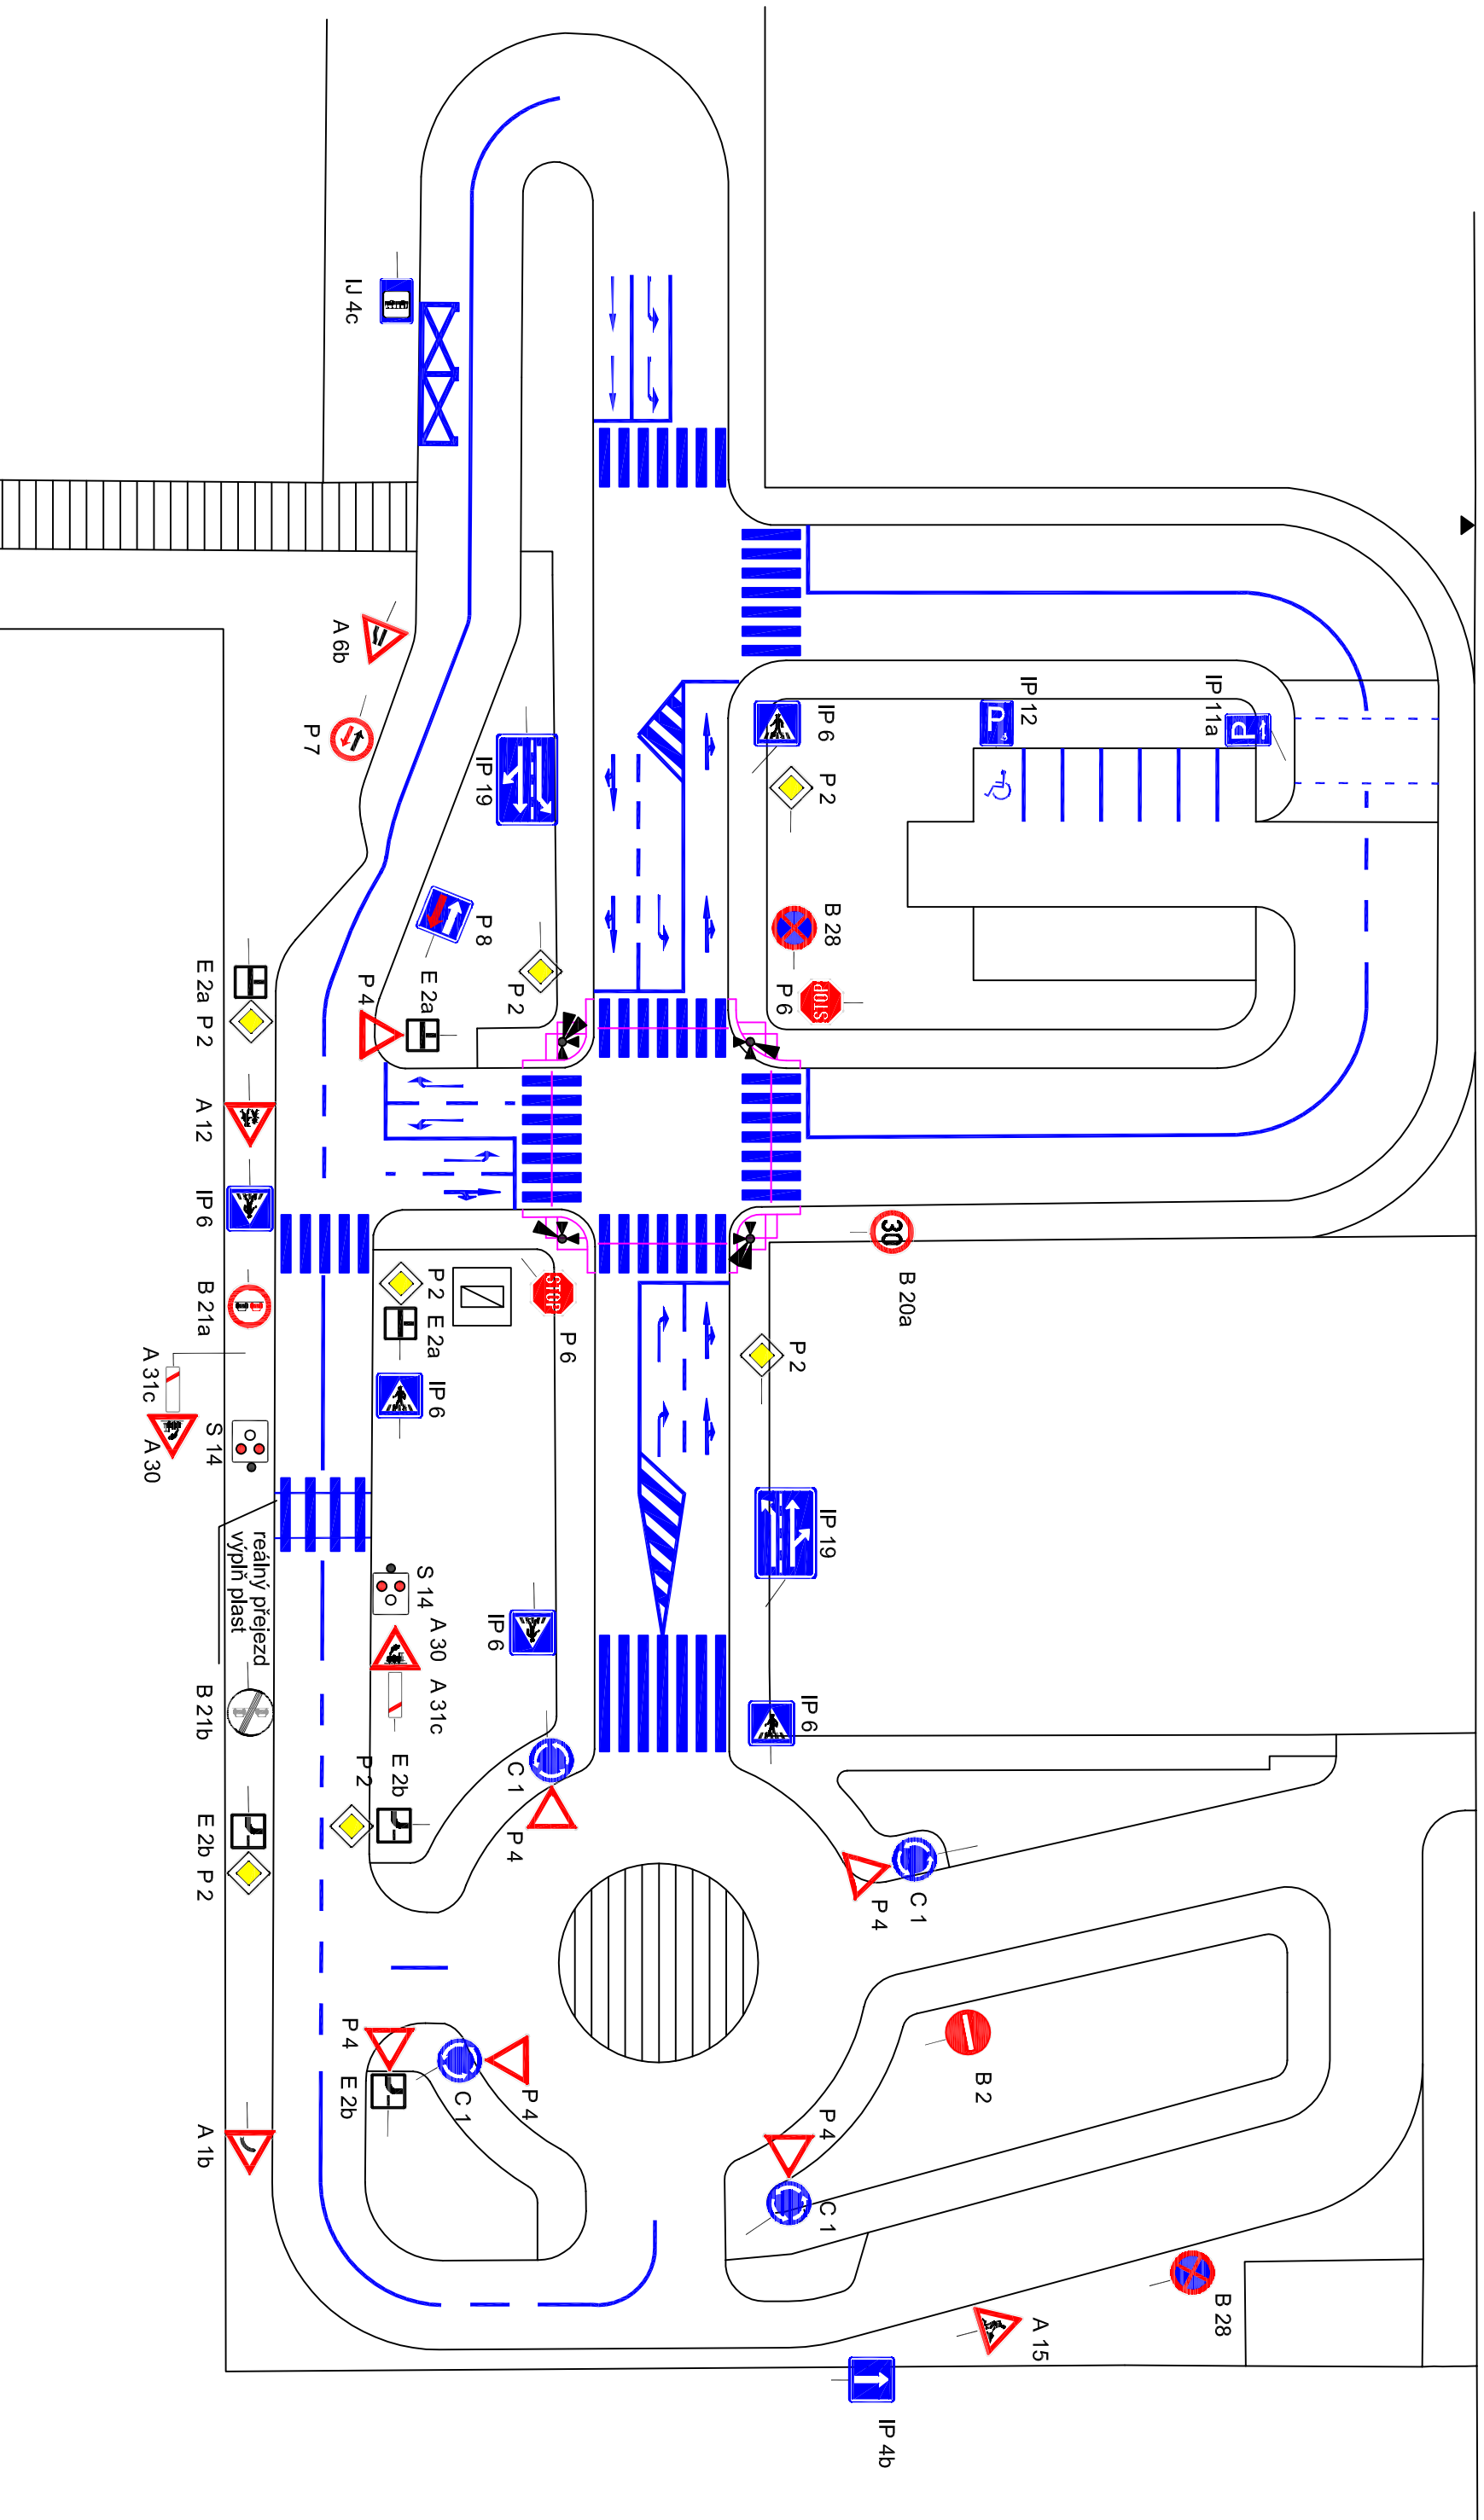 IJ 4c
A 6b
P 7
IP 19
P 8
P 2
E 2a
P 4
IP 6
P 2
IP 12
P
IP 11a
P
B 28
P 6
STOP
E 2a P 2
A 12
IP 6
B 21a
A 31c
A 30
S 14
reálný přejezd
výplň plast
B 21b
E 2b P 2
A 1b
P 2 E 2a
STOP
P 6
IP 6
S 14
A 30 A 31c
IP 6
P 2
E 2b
C 1
P 4
30
B 20a
P 2
IP 19
IP 6
C 1
P 4
B 2
P 4
E 2b
C 1
P 4
P 4
C 1
B 28
A 15
IP 4b